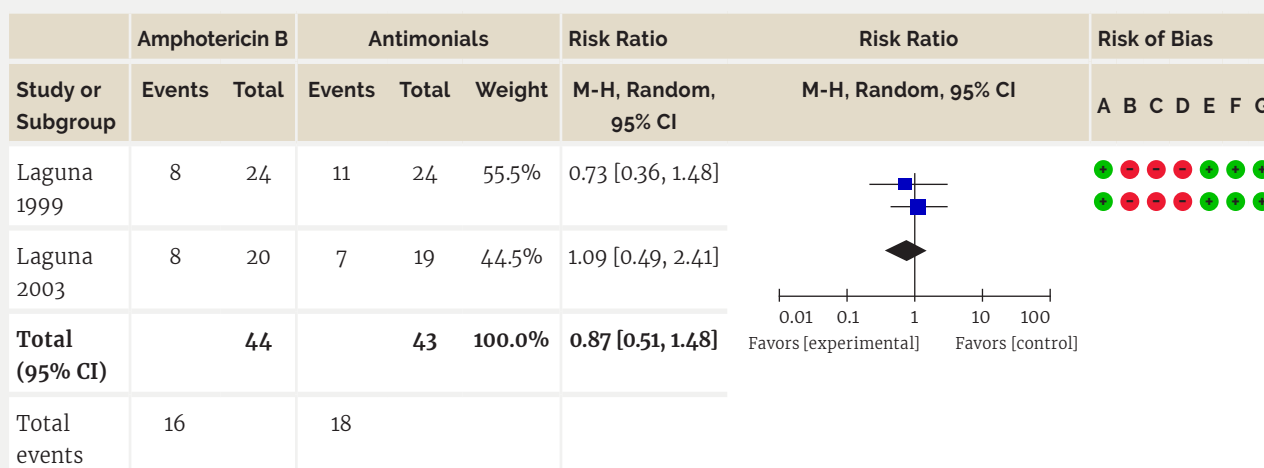 Amphotericin B Antimonials Risk Ratio Risk Ratio Risk of Bias
Study or Subgroup Events Total Events Total Weight M-H, Random, 95% CI M-H, Random, 95% CI A B C D E F G
Laguna 1999 8 24 11 24 55.5% 0.73 [0.36, 1.48] + - - - + + +
Laguna 2003 8 20 7 19 44.5% 1.09 [0.49, 2.41] + - - - + + +
Total (95% CI) 44 43 100.0% 0.87 [0.51, 1.48]
0.01 0.1 1 10 100
Favors [experimental] Favors [control]
Total events 16 18